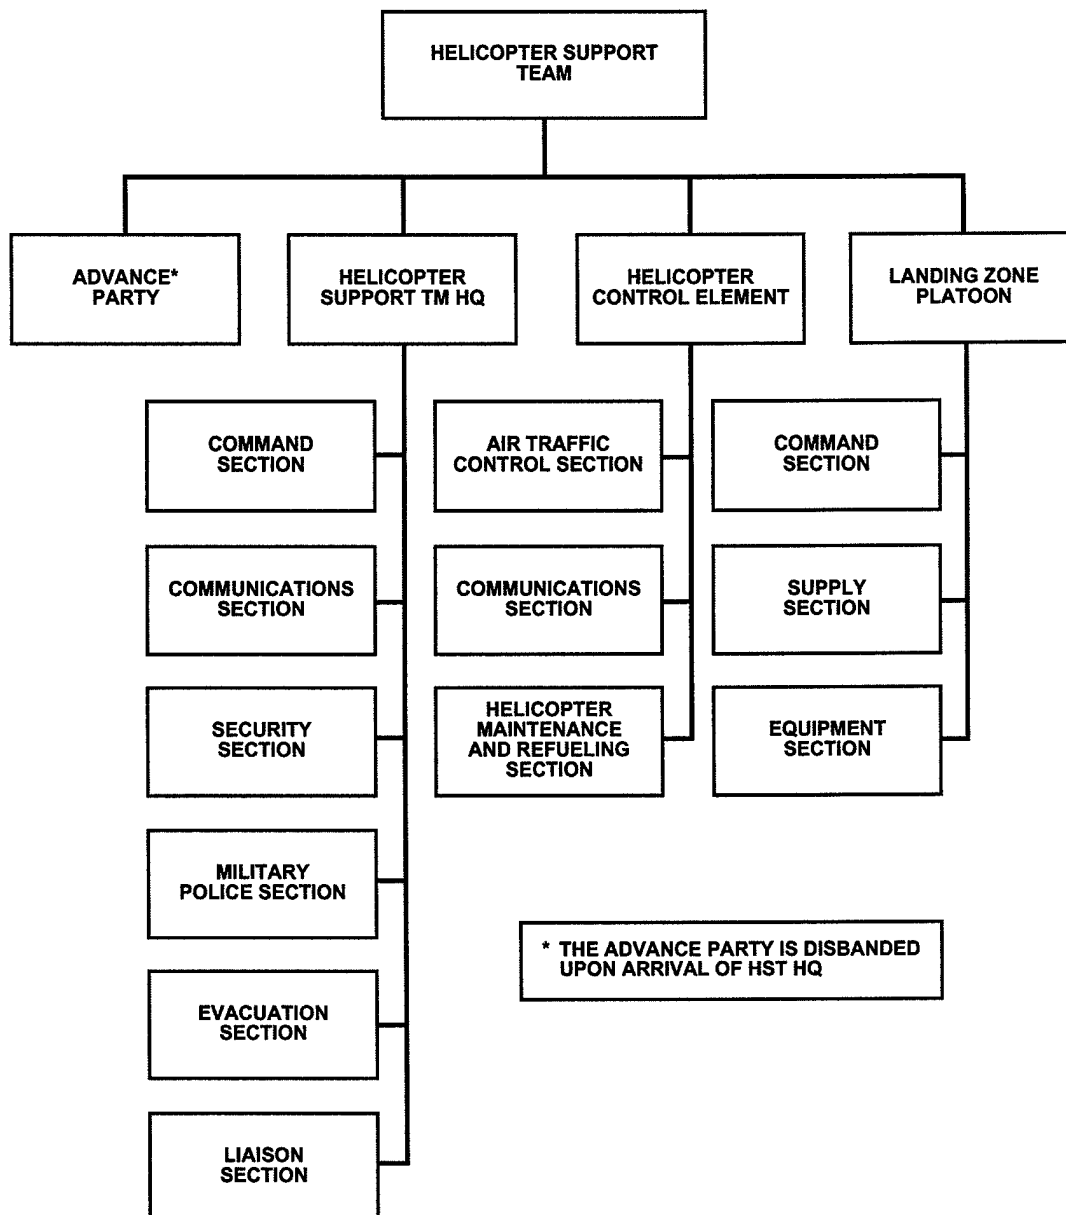 HELICOPTER SUPPORT
TEAM
ADVANCE*
PARTY
HELICOPTER
SUPPORT TM HQ
HELICOPTER
CONTROL ELEMENT
LANDING ZONE
PLATOON
COMMAND
SECTION
COMMUNICATIONS
SECTION
SECURITY
SECTION
MILITARY
POLICE SECTION
EVACUATION
SECTION
LIAISON
SECTION
AIR TRAFFIC
CONTROL SECTION
COMMUNICATIONS
SECTION
HELICOPTER
MAINTENANCE
AND REFUELING
SECTION
COMMAND
SECTION
SUPPLY
SECTION
EQUIPMENT
SECTION
* THE ADVANCE PARTY IS DISBANDED
UPON ARRIVAL OF HST HQ